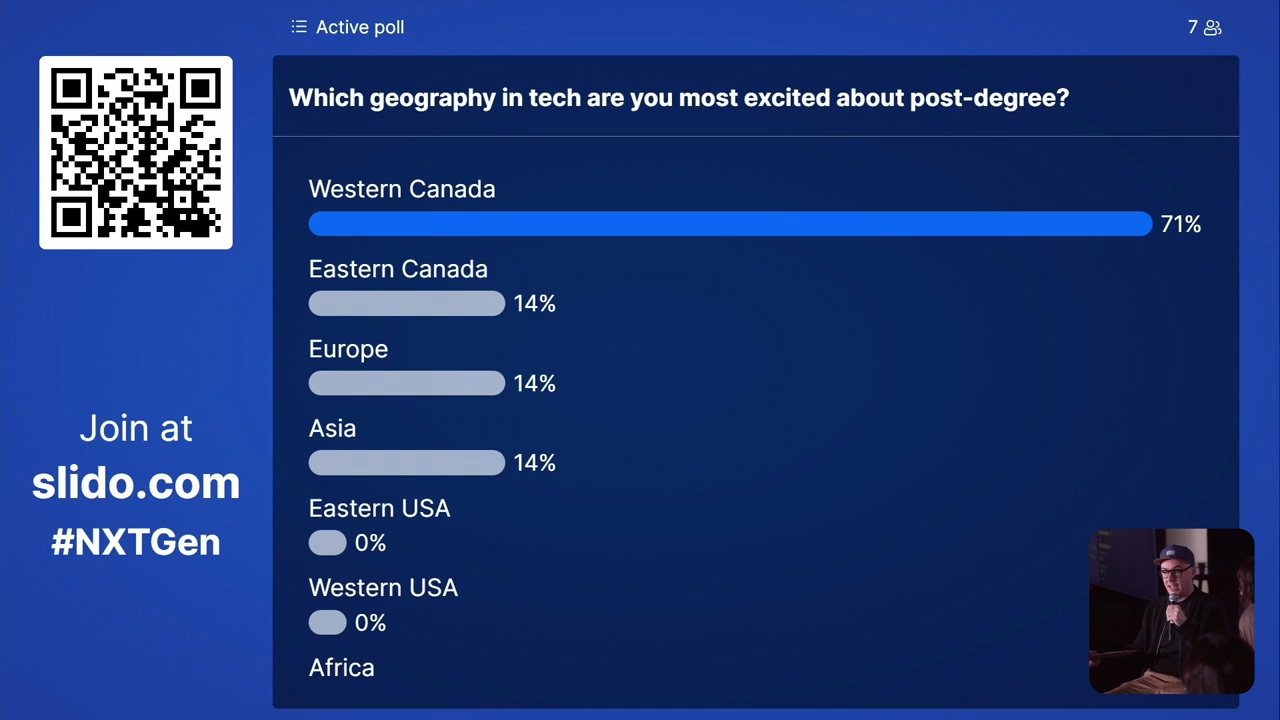 Active poll
7
Which geography in tech are you most excited about post-degree?
Western Canada
71%
Eastern Canada
14%
Europe
14%
Asia
14%
Eastern USA
0%
Western USA
0%
Africa
Join at
slido.com
#NXTGen